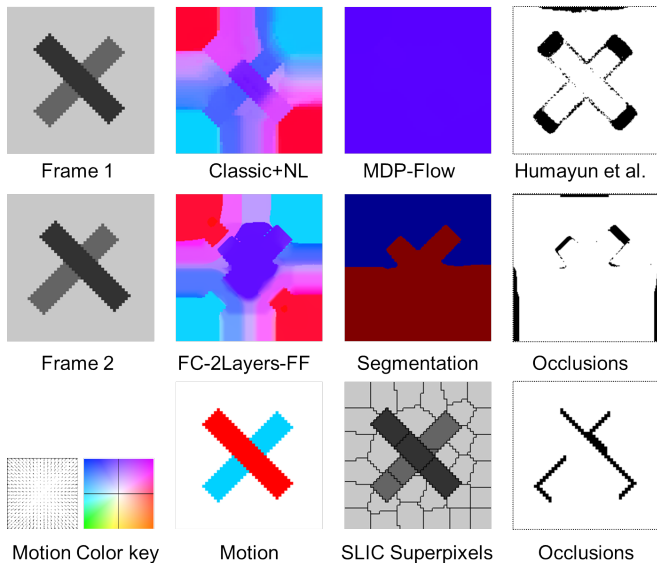 Frame 1 Classic+NL MDP-Flow Humayun et al.
Frame 2 FC-2Layers-FF Segmentation Occlusions
Motion Color key Motion SLIC Superpixels Occlusions